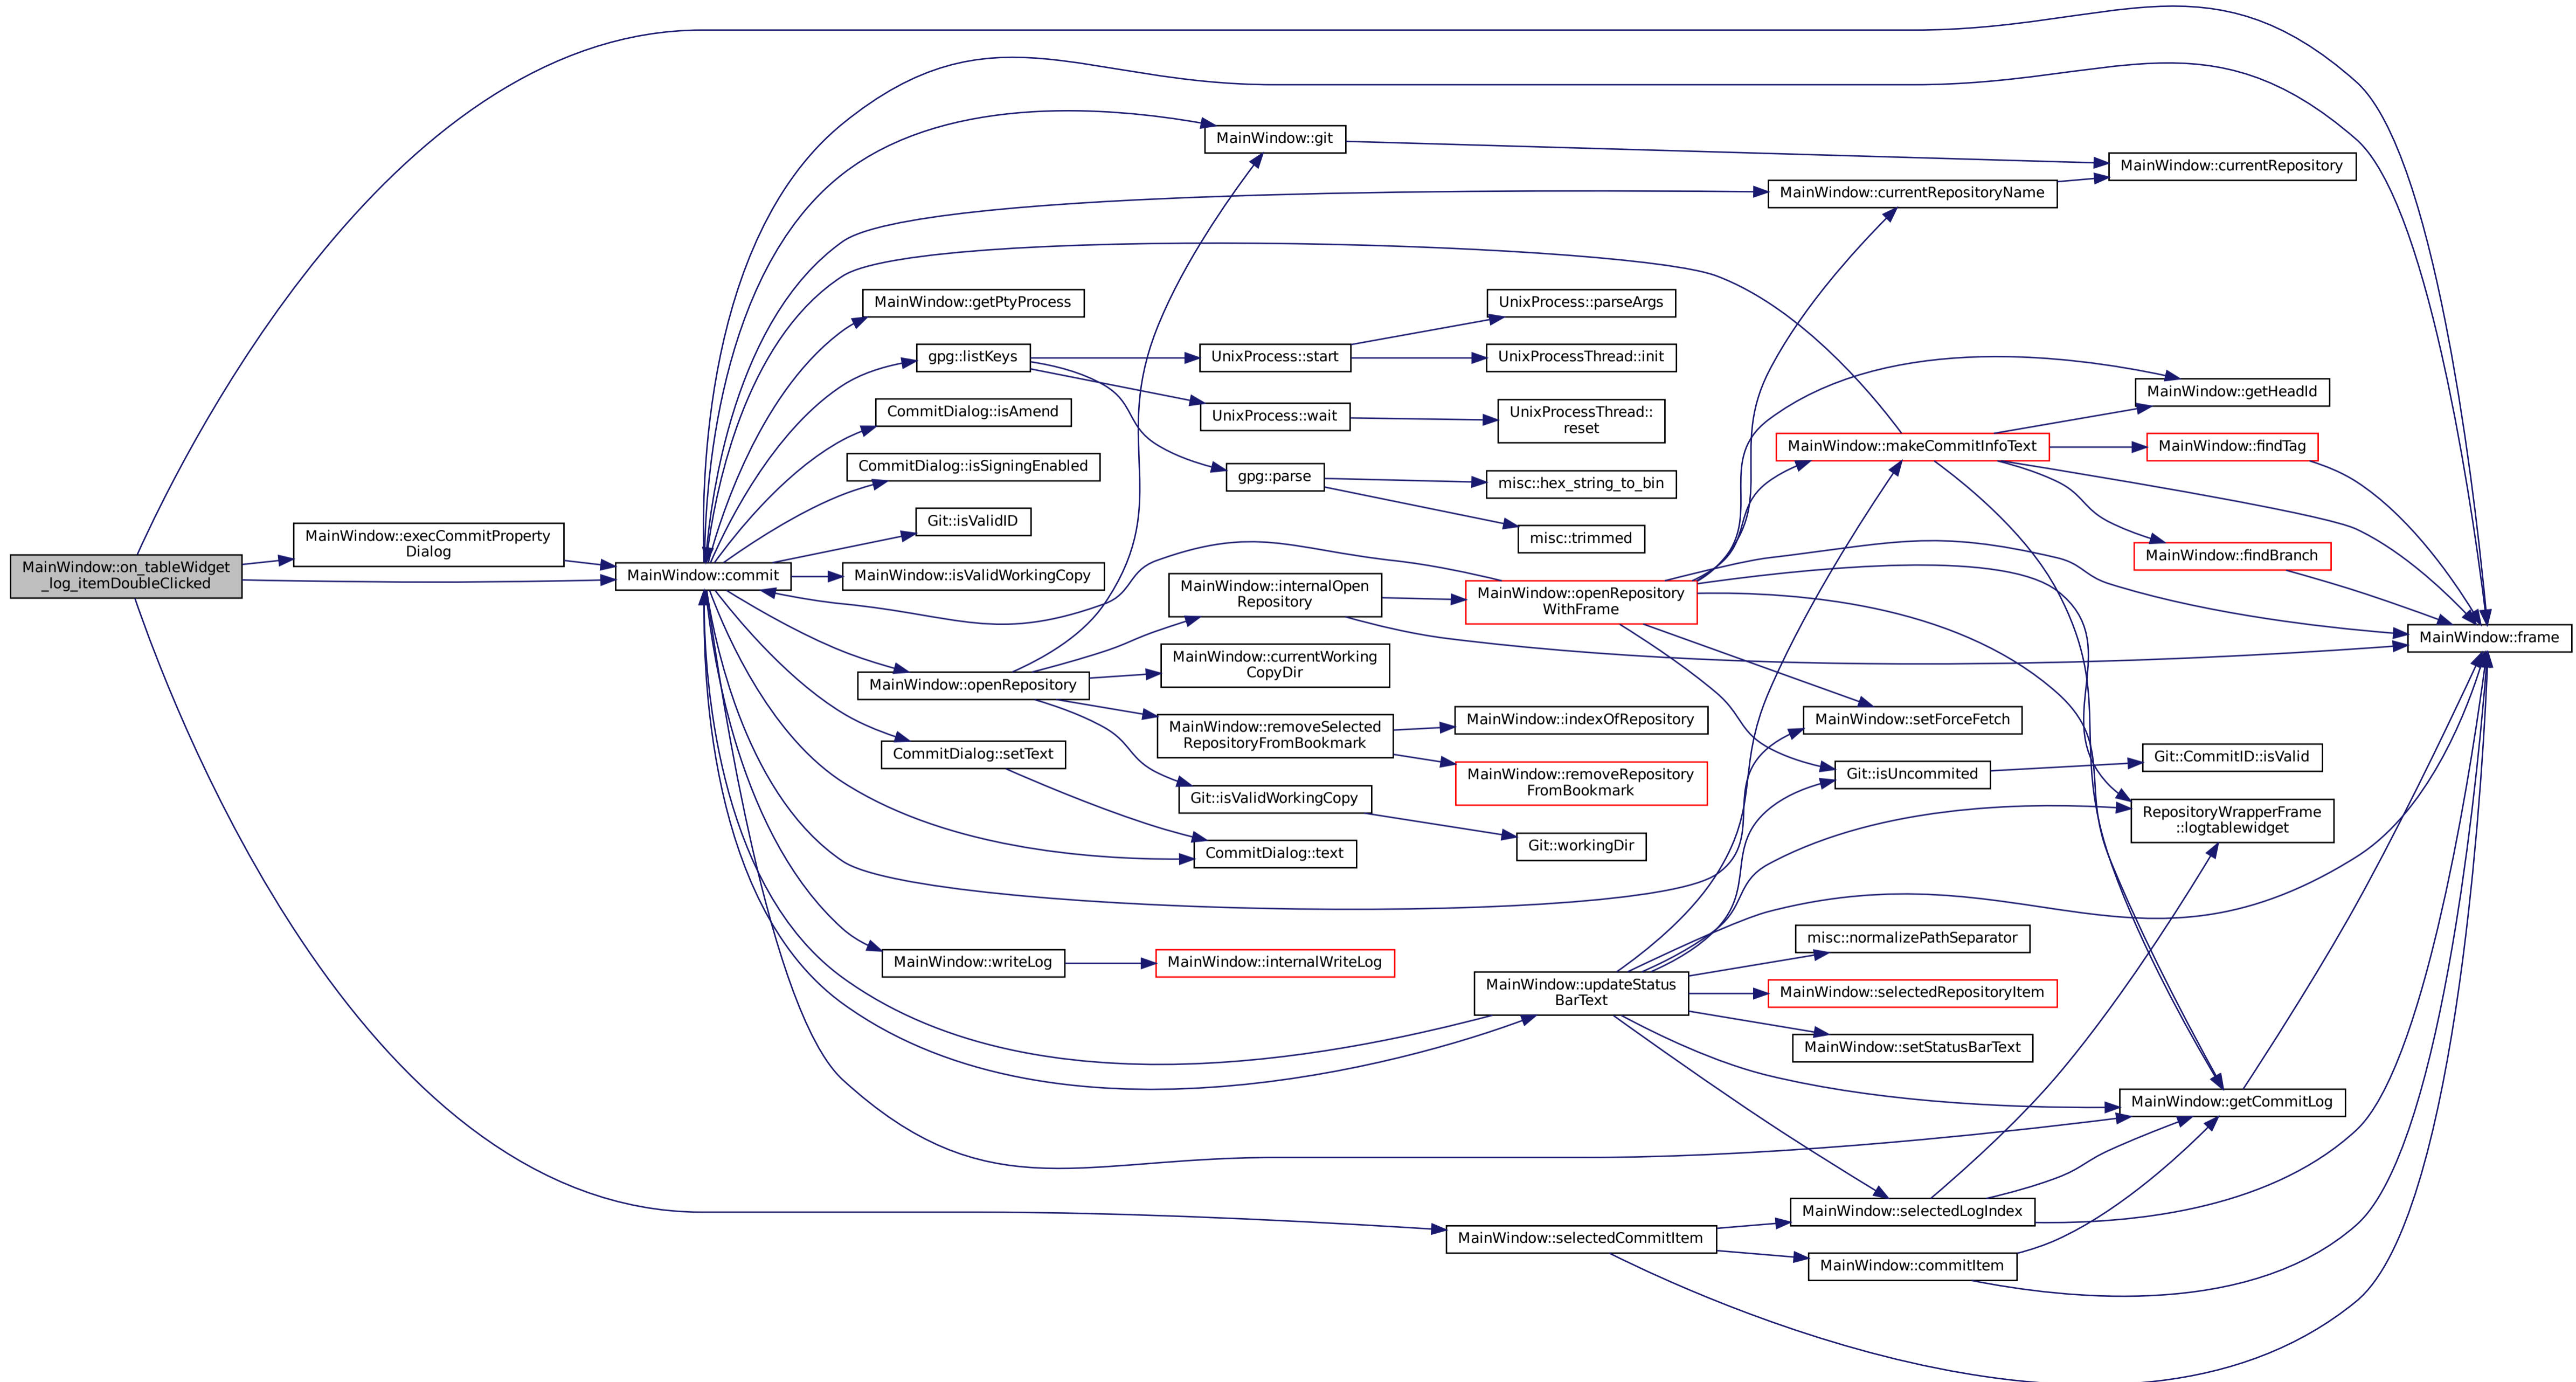 MainWindow::on_tableWidget
_log_itemDoubleClicked
MainWindow::execCommitProperty
Dialog
MainWindow::commit
MainWindow::getPtyProcess
gpg::listKeys
CommitDialog::isAmend
CommitDialog::isSigningEnabled
Git::isValidID
MainWindow::isValidWorkingCopy
MainWindow::openRepository
CommitDialog::setText
MainWindow::writeLog
MainWindow::git
UnixProcess::start
UnixProcess::wait
gpg::parse
MainWindow::internalOpen
Repository
MainWindow::currentWorking
CopyDir
MainWindow::removeSelected
RepositoryFromBookmark
Git::isValidWorkingCopy
CommitDialog::text
MainWindow::internalWriteLog
UnixProcess::parseArgs
UnixProcessThread::init
UnixProcessThread::
reset
misc::hex_string_to_bin
misc::trimmed
MainWindow::openRepository
WithFrame
MainWindow::indexOfRepository
MainWindow::removeRepository
FromBookmark
Git::workingDir
MainWindow::updateStatus
BarText
MainWindow::selectedCommitItem
MainWindow::currentRepositoryName
MainWindow::makeCommitInfoText
MainWindow::setForceFetch
Git::isUncommited
misc::normalizePathSeparator
MainWindow::selectedRepositoryItem
MainWindow::setStatusBarText
MainWindow::selectedLogIndex
MainWindow::commitItem
MainWindow::currentRepository
MainWindow::getHeadId
MainWindow::findTag
MainWindow::findBranch
Git::CommitID::isValid
RepositoryWrapperFrame
::logtablewidget
MainWindow::getCommitLog
MainWindow::frame